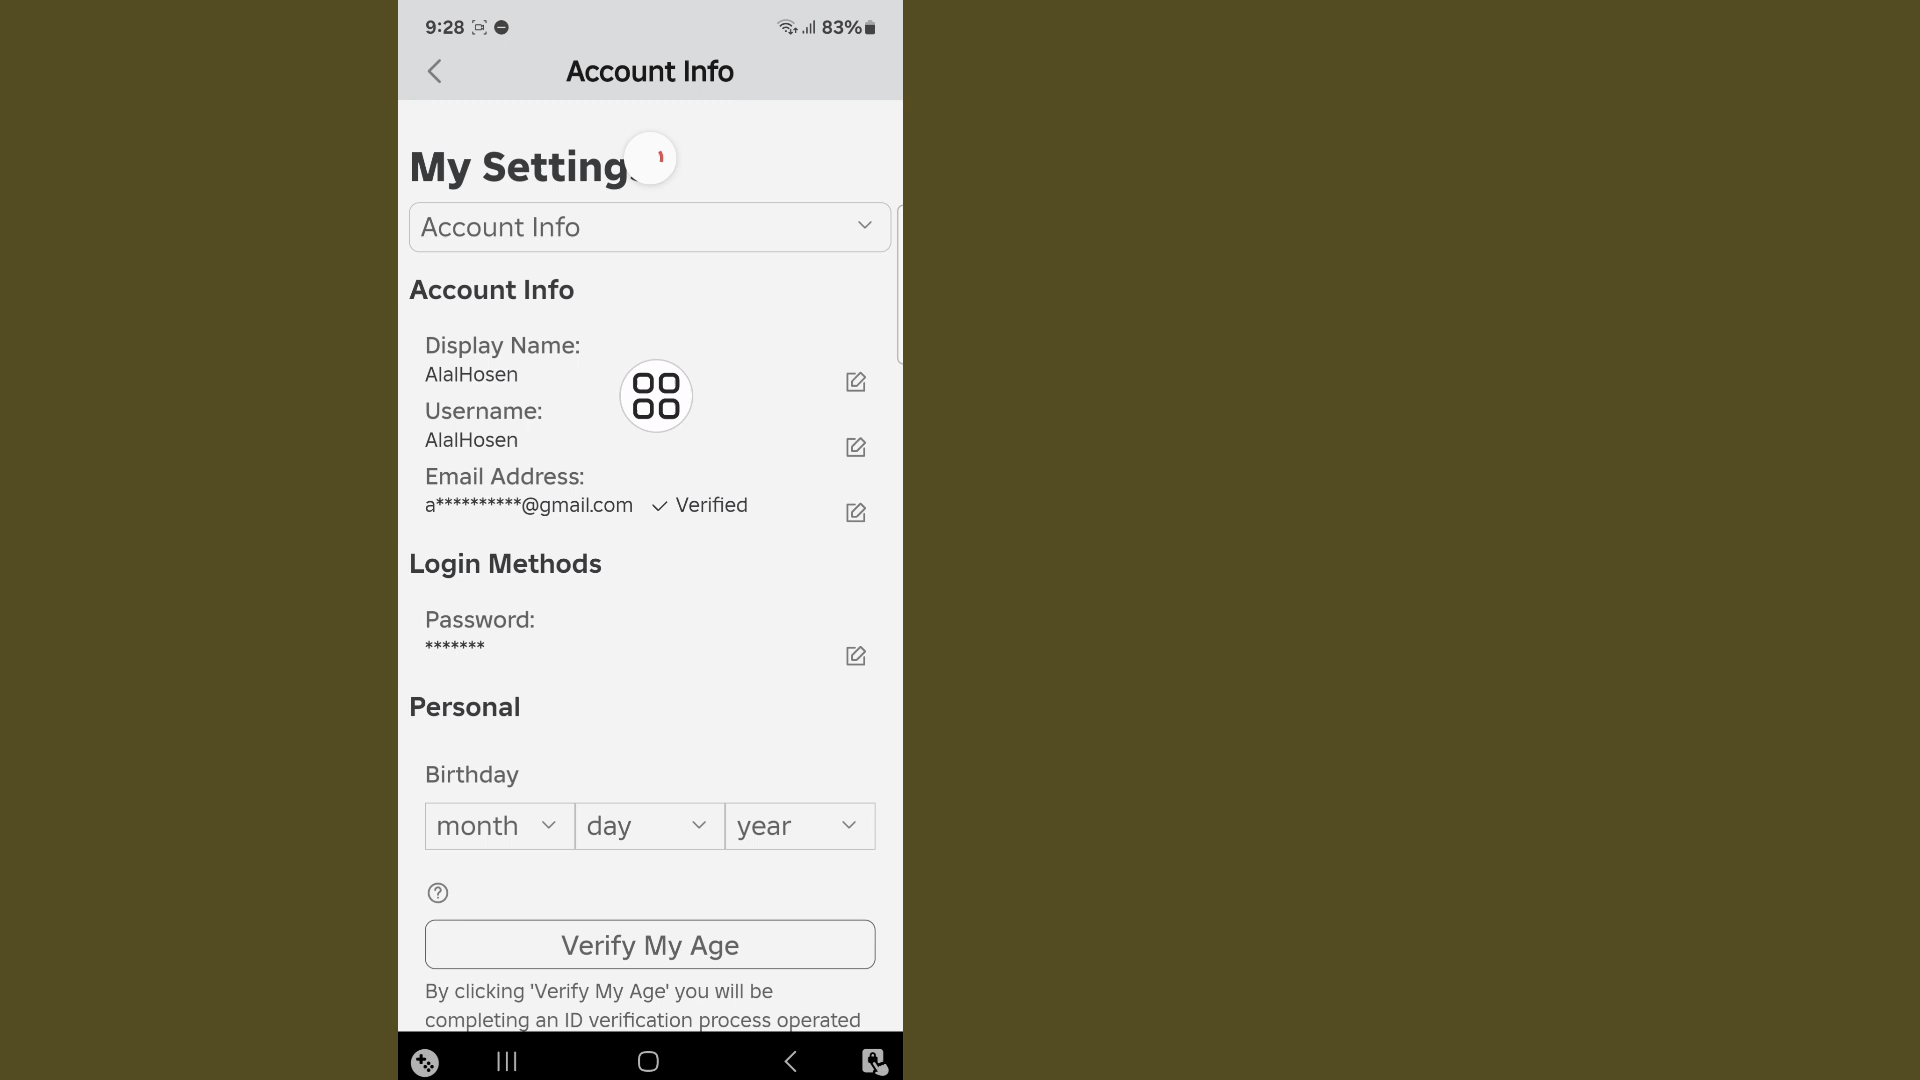 9:28 83%
Account Info
My Setting
Account Info
Account Info
Display Name:
AlalHosen
Username:
AlalHosen
Email Address:
a**********@gmail.com Verified
Login Methods
Password:
*******
Personal
Birthday
month day year
Verify My Age
By clicking 'Verify My Age' you will be
completing an ID verification process operated